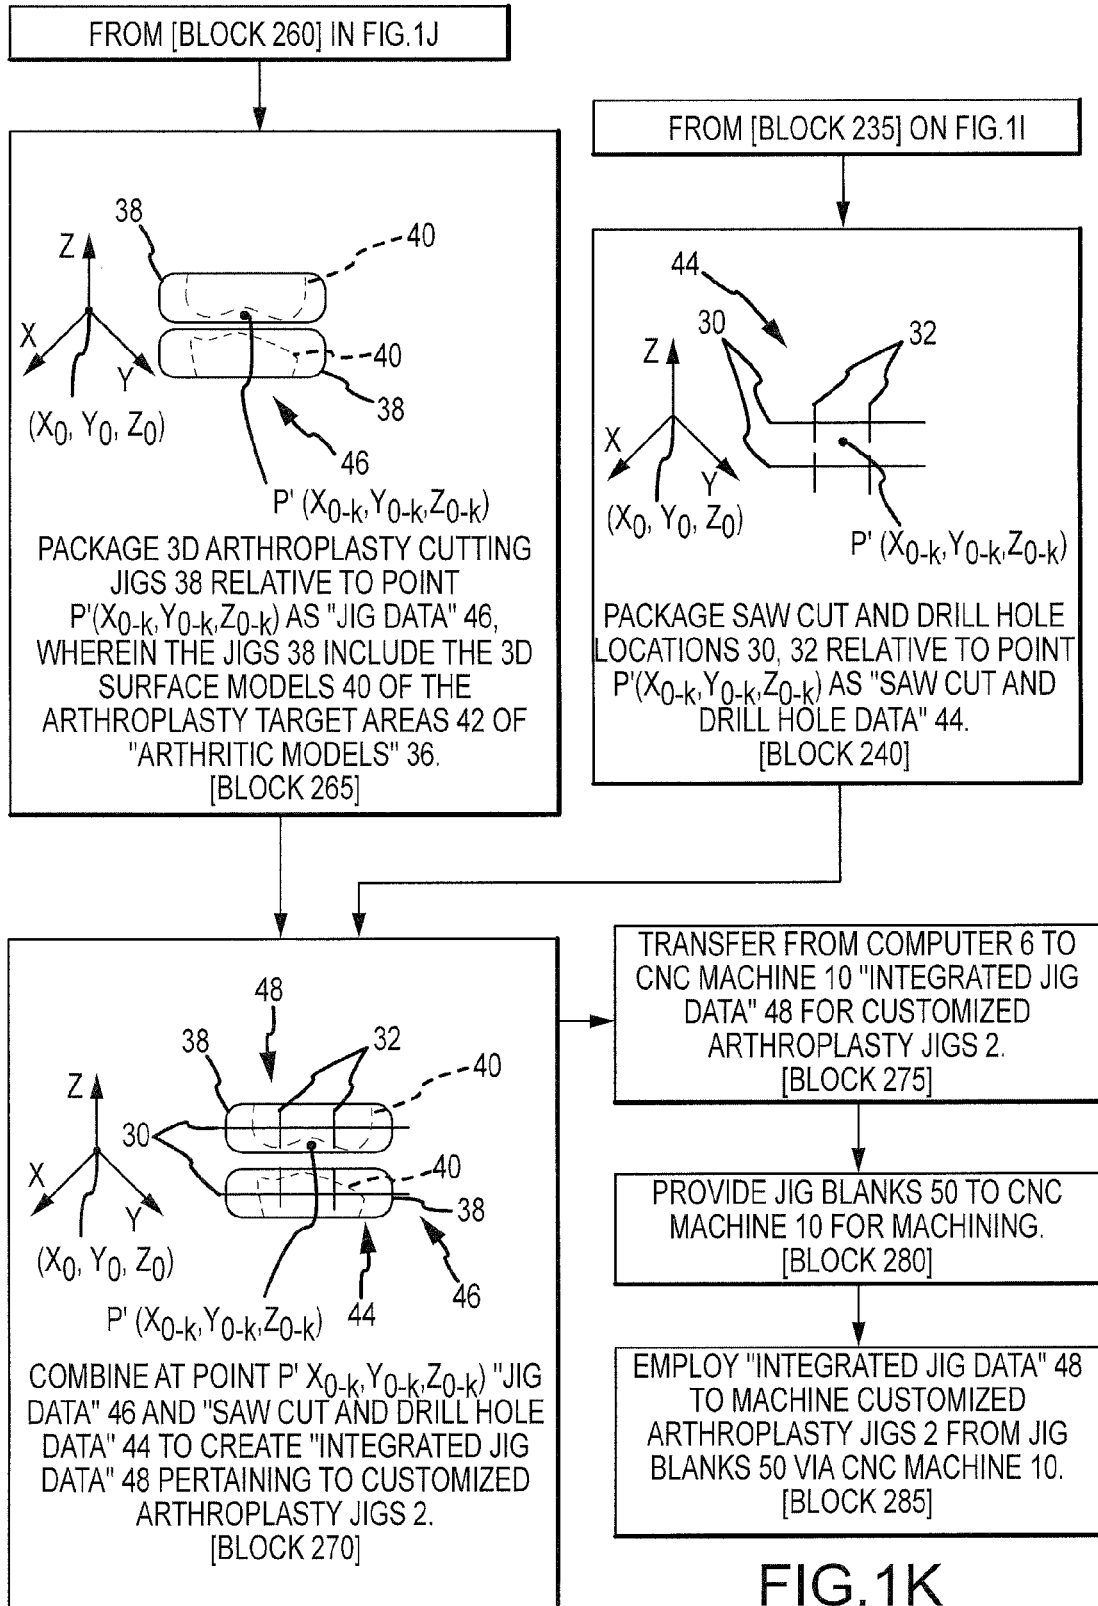 FROM [BLOCK 260] IN FIG.1J
38
40
Z
X
Y
40
38
(X0, Y0, Z0)
46
P' (X0-k,Y0-k,Z0-k)
PACKAGE 3D ARTHROPLASTY CUTTING
JIGS 38 RELATIVE TO POINT
P'(X0-k,Y0-k,Z0-k) AS "JIG DATA" 46,
WHEREIN THE JIGS 38 INCLUDE THE 3D
SURFACE MODELS 40 OF THE
ARTHROPLASTY TARGET AREAS 42 OF
"ARTHRITIC MODELS" 36.
[BLOCK 265]
FROM [BLOCK 235] ON FIG.1I
44
30
32
Z
X
Y
(X0, Y0, Z0)
P' (X0-k,Y0-k,Z0-k)
PACKAGE SAW CUT AND DRILL HOLE
LOCATIONS 30, 32 RELATIVE TO POINT
P'(X0-k,Y0-k,Z0-k) AS "SAW CUT AND
DRILL HOLE DATA" 44.
[BLOCK 240]
48
38
32
40
Z
30
X
Y
40
38
(X0, Y0, Z0)
46
P' (X0-k,Y0-k,Z0-k)
44
COMBINE AT POINT P' X0-k,Y0-k,Z0-k) "JIG
DATA" 46 AND "SAW CUT AND DRILL HOLE
DATA" 44 TO CREATE "INTEGRATED JIG
DATA" 48 PERTAINING TO CUSTOMIZED
ARTHROPLASTY JIGS 2.
[BLOCK 270]
TRANSFER FROM COMPUTER 6 TO
CNC MACHINE 10 "INTEGRATED JIG
DATA" 48 FOR CUSTOMIZED
ARTHROPLASTY JIGS 2.
[BLOCK 275]
PROVIDE JIG BLANKS 50 TO CNC
MACHINE 10 FOR MACHINING.
[BLOCK 280]
EMPLOY "INTEGRATED JIG DATA" 48
TO MACHINE CUSTOMIZED
ARTHROPLASTY JIGS 2 FROM JIG
BLANKS 50 VIA CNC MACHINE 10.
[BLOCK 285]
FIG.1K